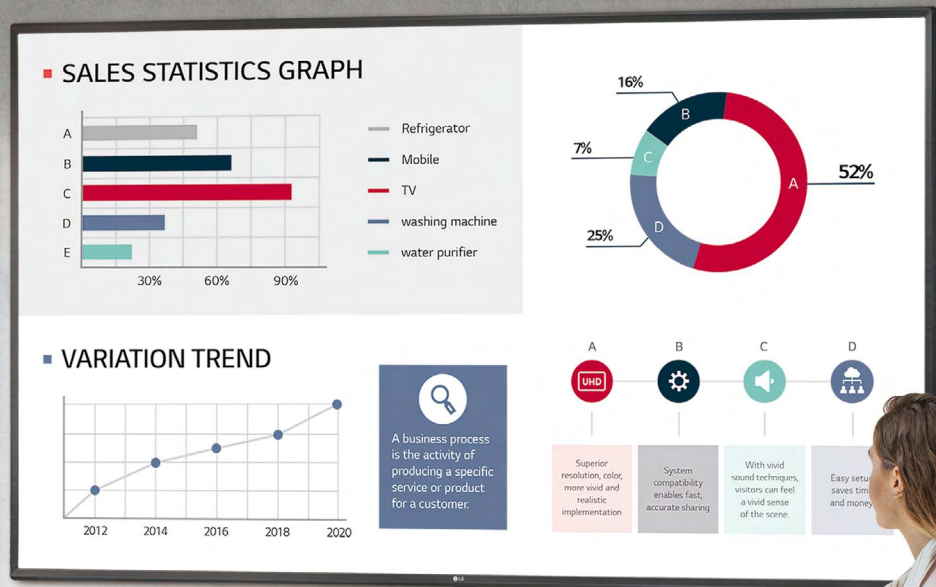 SALES STATISTICS GRAPH
A
B
C
D
E
30% 60% 90%
Refrigerator
Mobile
TV
washing machine
water purifier
16%
7%
25%
52%
B
C
D
A
VARIATION TREND
2012 2014 2016 2018 2020
A business process
is the activity of
producing a specific
service or product
for a customer.
A B C D
UHD
Superior
resolution, color,
more vivid and
realistic
implementation
System
compatibility
enables fast,
accurate sharing
With vivid
sound techniques,
visitors can feel
a vivid sense
of the scene.
Easy
saves
and money
LG